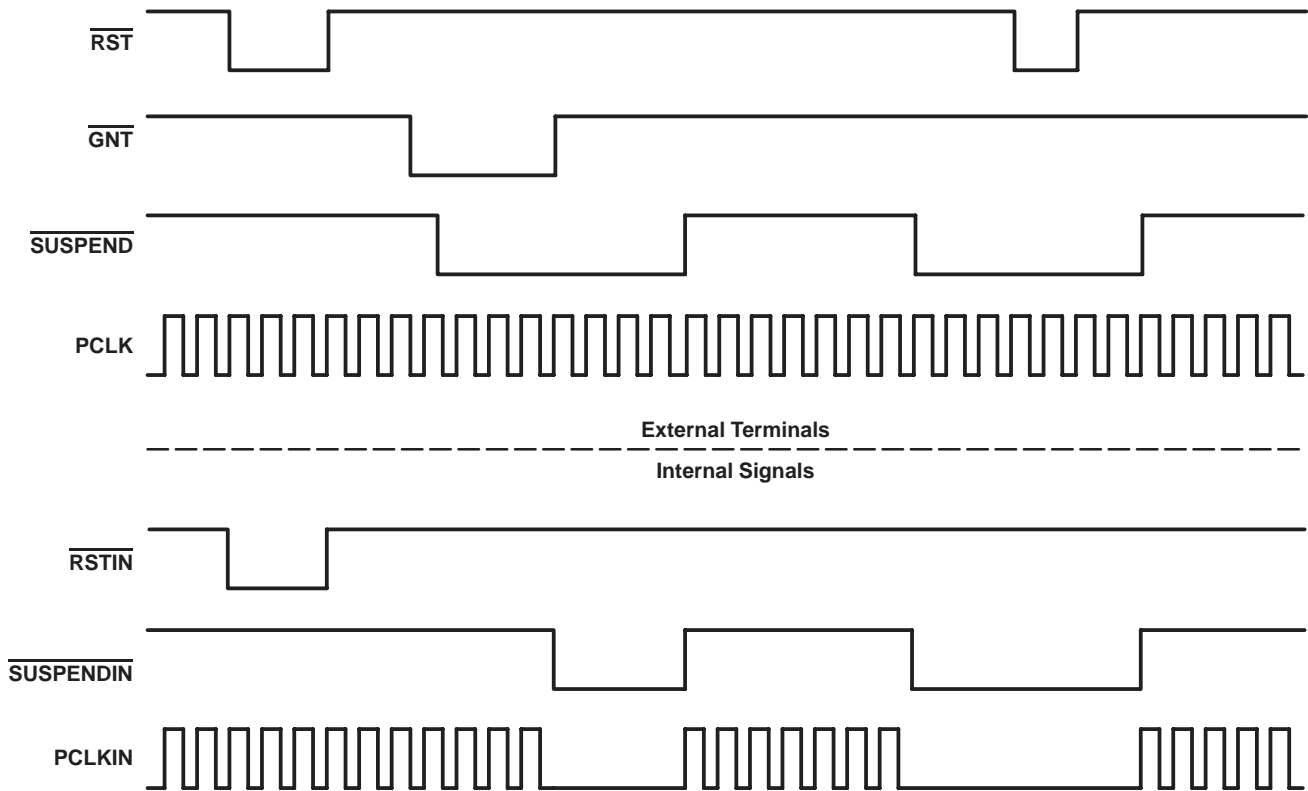 RST
GNT
SUSPEND
PCLK
External Terminals
Internal Signals
RSTIN
SUSPENDIN
PCLKIN